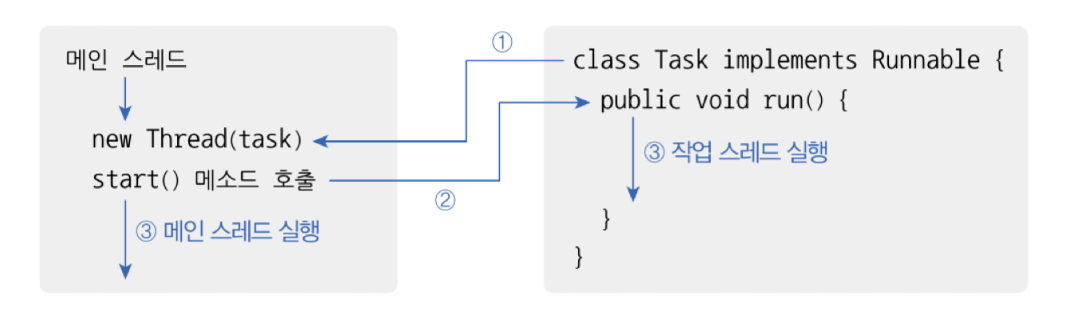 메인 스레드
new Thread(task)
start() 메소드 호출
③ 메인 스레드 실행
①
②
class Task implements Runnable {
public void run() {
③ 작업 스레드 실행
}
}